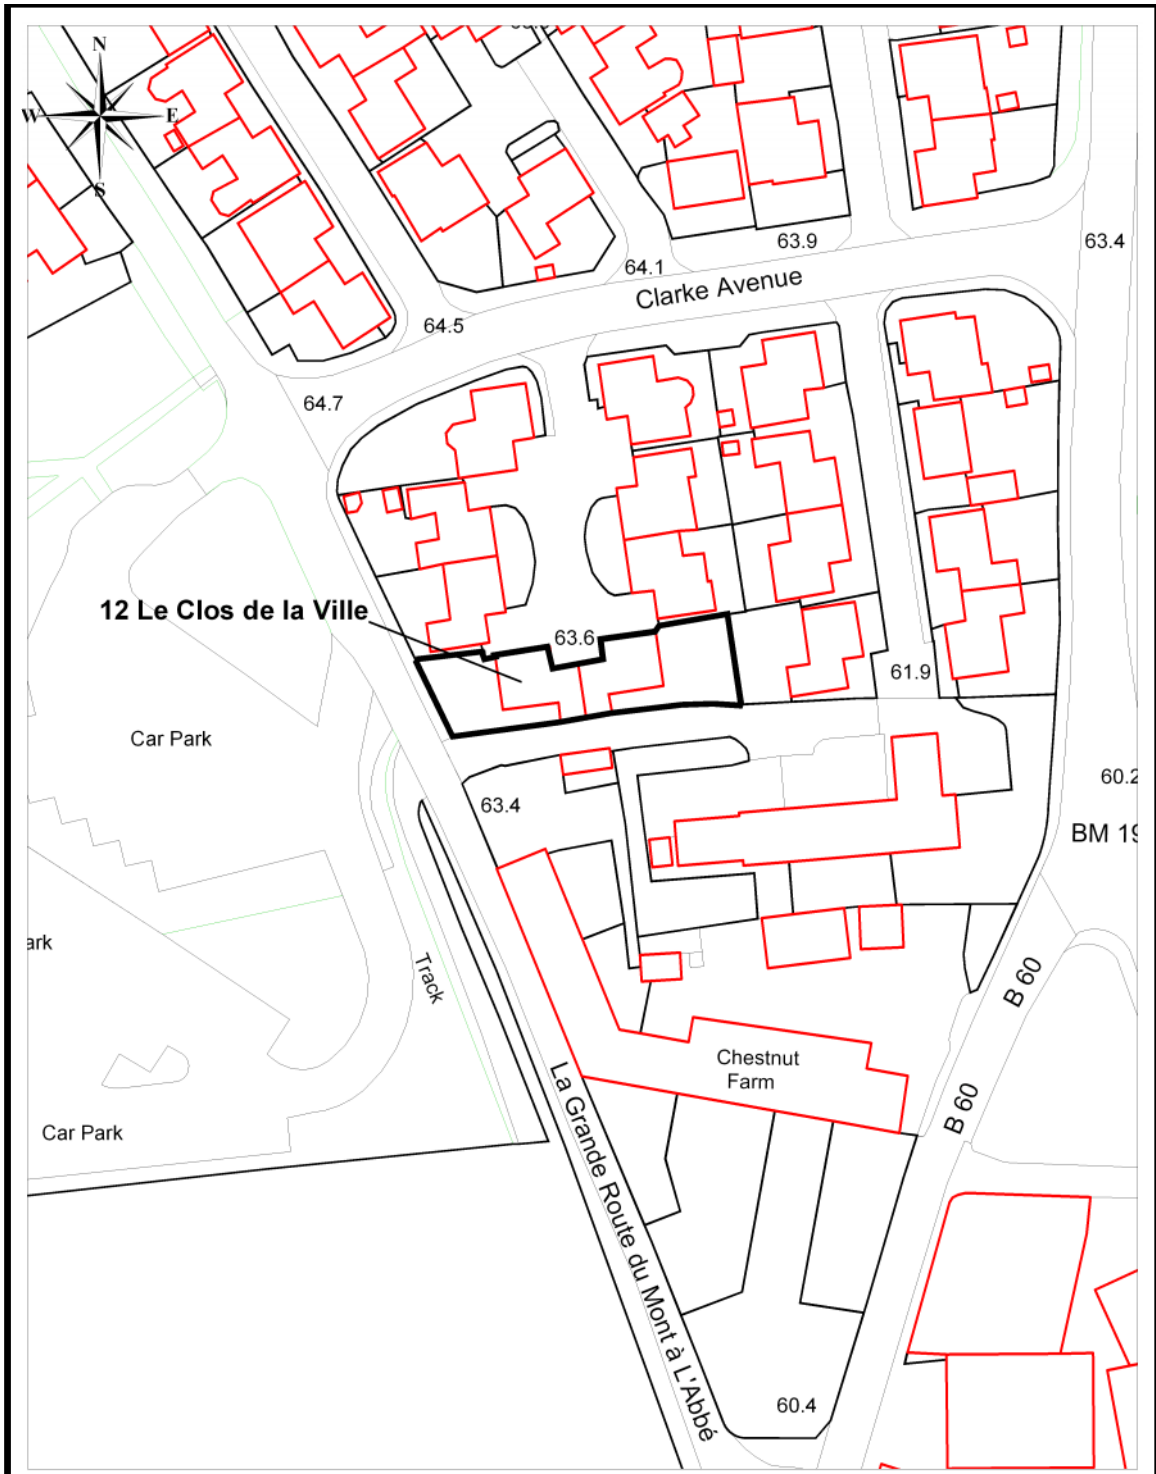 N
W
E
S
63.9
63.4
64.1
Clarke Avenue
64.5
64.7
12 Le Clos de la Ville
63.6
61.9
Car Park
60.2
63.4
BM 19
ark
Track
B 60
Chestnut
Farm
B 60
Car Park
La Grande Route du Mont à L'Abbé
60.4